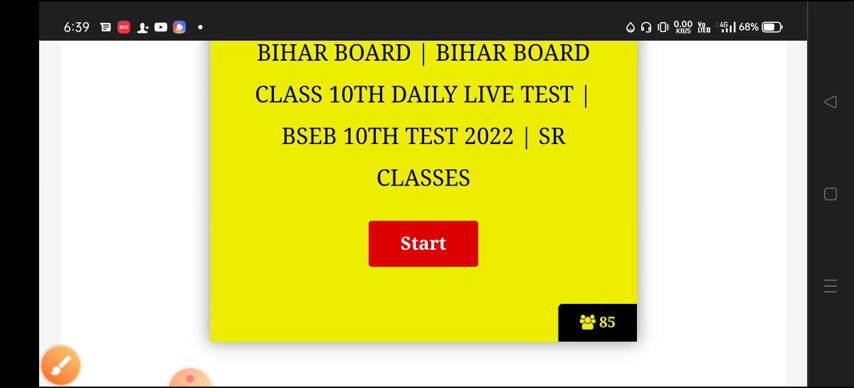 6:39
0.00
KB/S
4G
68%
BIHAR BOARD | BIHAR BOARD
CLASS 10TH DAILY LIVE TEST |
BSEB 10TH TEST 2022 | SR
CLASSES
Start
85